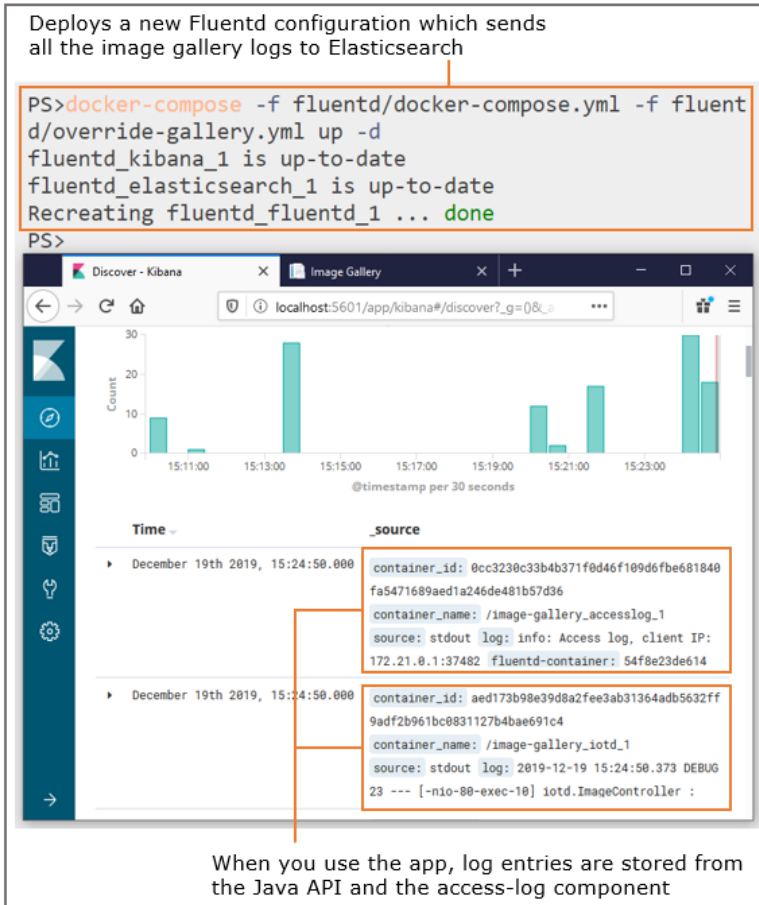 Deploys a new Fluentd configuration which sends
all the image gallery logs to Elasticsearch
PS>docker-compose -f fluentd/docker-compose.yml -f fluent
d/override-gallery.yml up -d
fluentd_kibana_1 is up-to-date
fluentd_elasticsearch_1 is up-to-date
Recreating fluentd_fluentd_1 ... done
PS>
Discover - Kibana
Image Gallery
localhost:5601/app/kibana#/discover?_g=()&_a
Count
30
20
10
0
15:11:00 15:13:00 15:15:00 15:17:00 15:19:00 15:21:00 15:23:00
@timestamp per 30 seconds
Time _source
December 19th 2019, 15:24:50.000
container_id: 0cc3230c33b4b371f0d46f109d6fbe681840
fa5471689aed1a246de481b57d36
container_name: /image-gallery_accesslog_1
source: stdout log: info: Access log, client IP:
172.21.0.1:37482 fluentd-container: 54f8e23de614
December 19th 2019, 15:24:50.000
container_id: aed173b98e39d8a2fee3ab31364adb5632ff
9adf2b961bc0831127b4bae691c4
container_name: /image-gallery_iotd_1
source: stdout log: 2019-12-19 15:24:50.373 DEBUG
23 --- [-nio-80-exec-10] iotd.ImageController :
When you use the app, log entries are stored from
the Java API and the access-log component